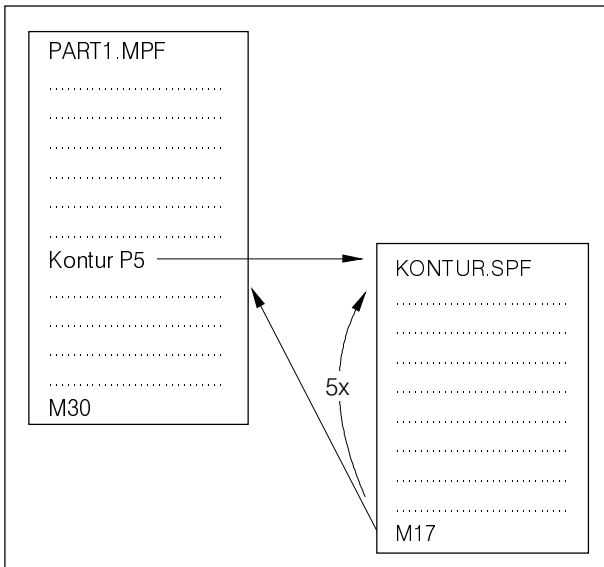 PART1.MPF
Kontur P5
M30
KONTUR.SPF
5x
M17